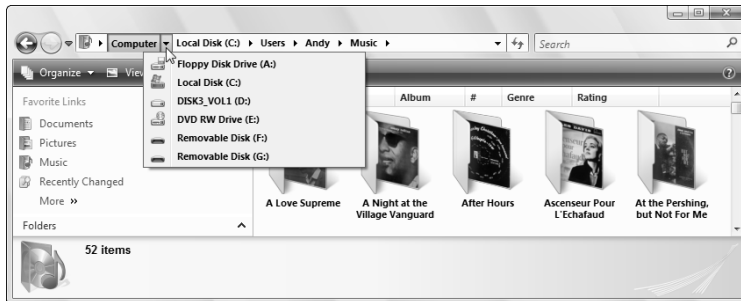 Computer Local Disk (C:) Users Andy Music Search
Organize Vie
Floppy Disk Drive (A:)
Local Disk (C:)
DISK3_VOL1 (D:)
DVD RW Drive (E:)
Removable Disk (F:)
Removable Disk (G:)
Favorite Links
Documents
Pictures
Music
Recently Changed
More »
Folders
Album # Genre Rating
A Love Supreme
A Night at the
Village Vanguard
After Hours
Ascenseur Pour
L'Echafaud
At the Pershing,
but Not For Me
52 items